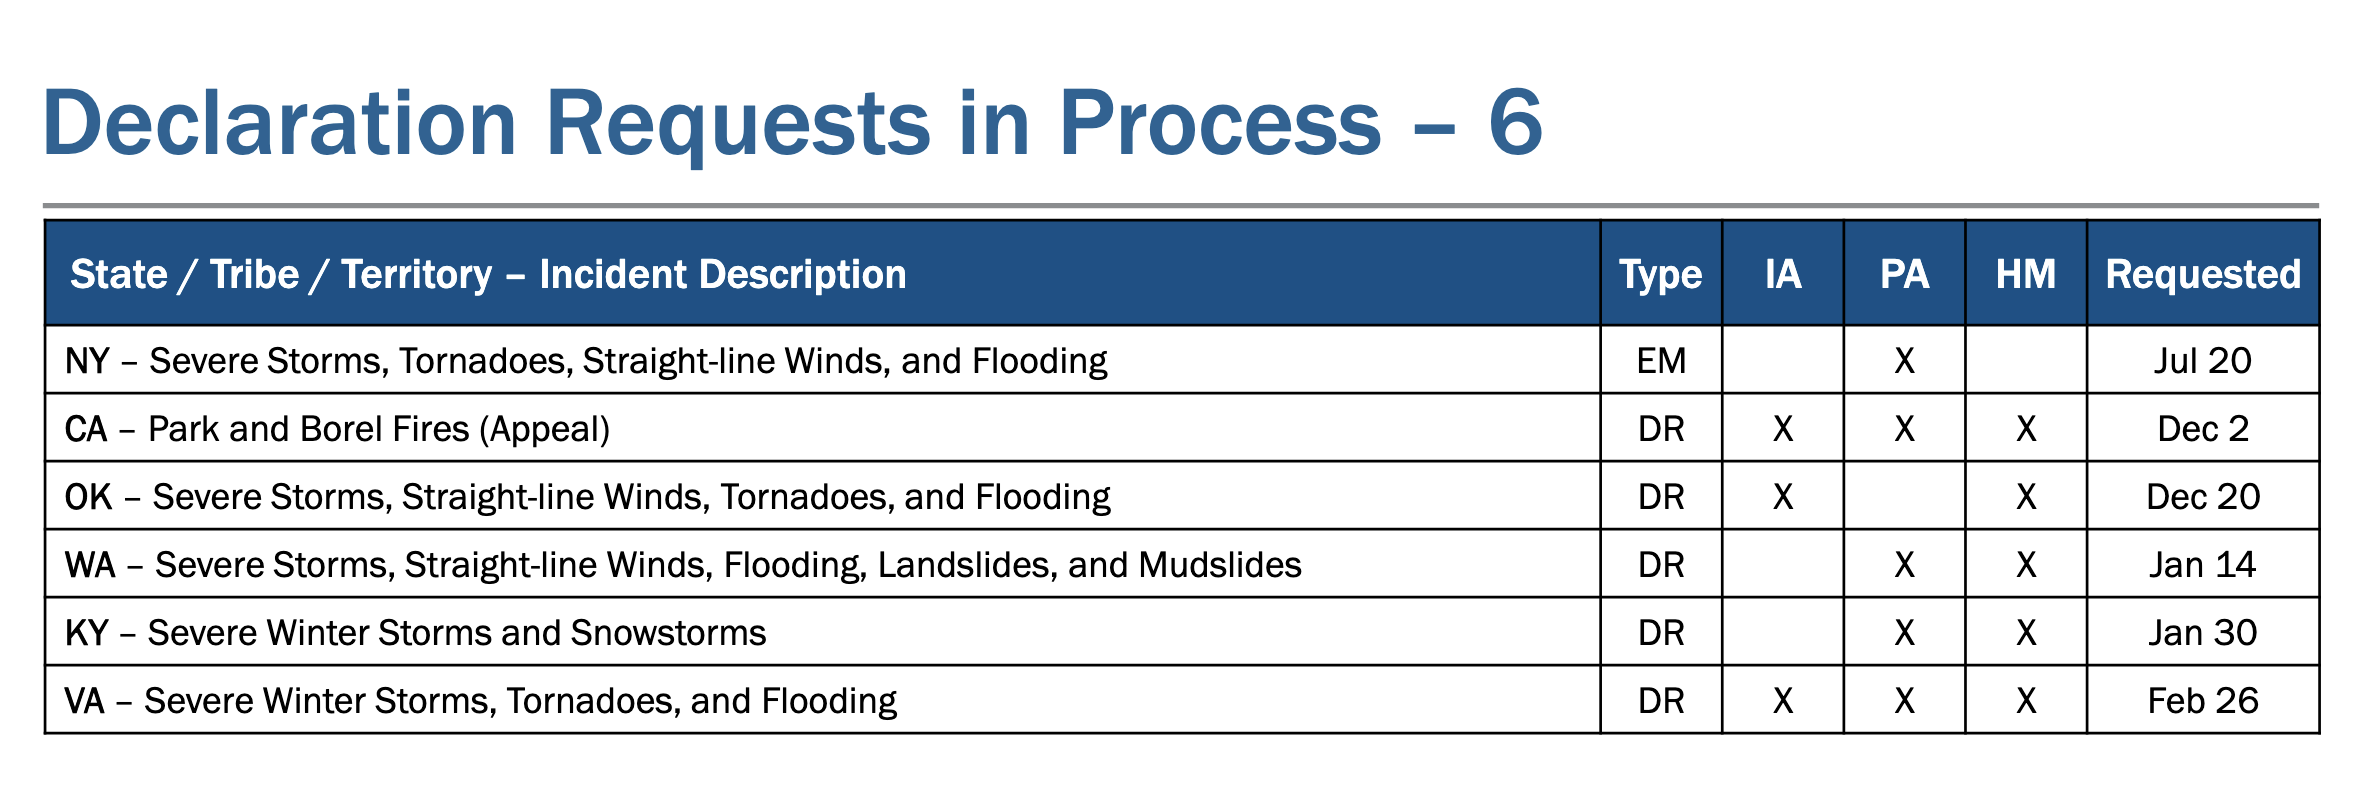 Declaration Requests in Process – 6
State / Tribe / Territory – Incident Description Type IA PA HM Requested
NY – Severe Storms, Tornadoes, Straight-line Winds, and Flooding EM X Jul 20
CA – Park and Borel Fires (Appeal) DR X X X Dec 2
OK – Severe Storms, Straight-line Winds, Tornadoes, and Flooding DR X X Dec 20
WA – Severe Storms, Straight-line Winds, Flooding, Landslides, and Mudslides DR X X Jan 14
KY – Severe Winter Storms and Snowstorms DR X X Jan 30
VA – Severe Winter Storms, Tornadoes, and Flooding DR X X X Feb 26